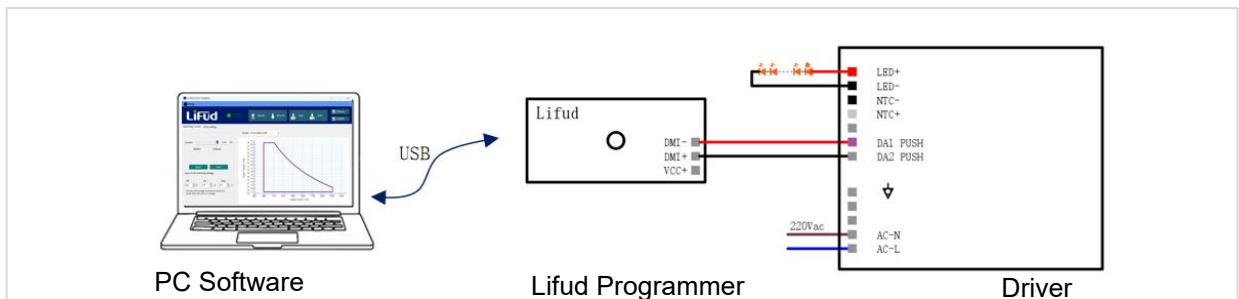 LiFUD
USB
PC Software
Lifud
DMI-
DMI+
VCC+
Lifud Programmer
LED+
LED-
NTC-
NTC+
DA1 PUSH
DA2 PUSH
220Vac
AC-N
AC-L
Driver